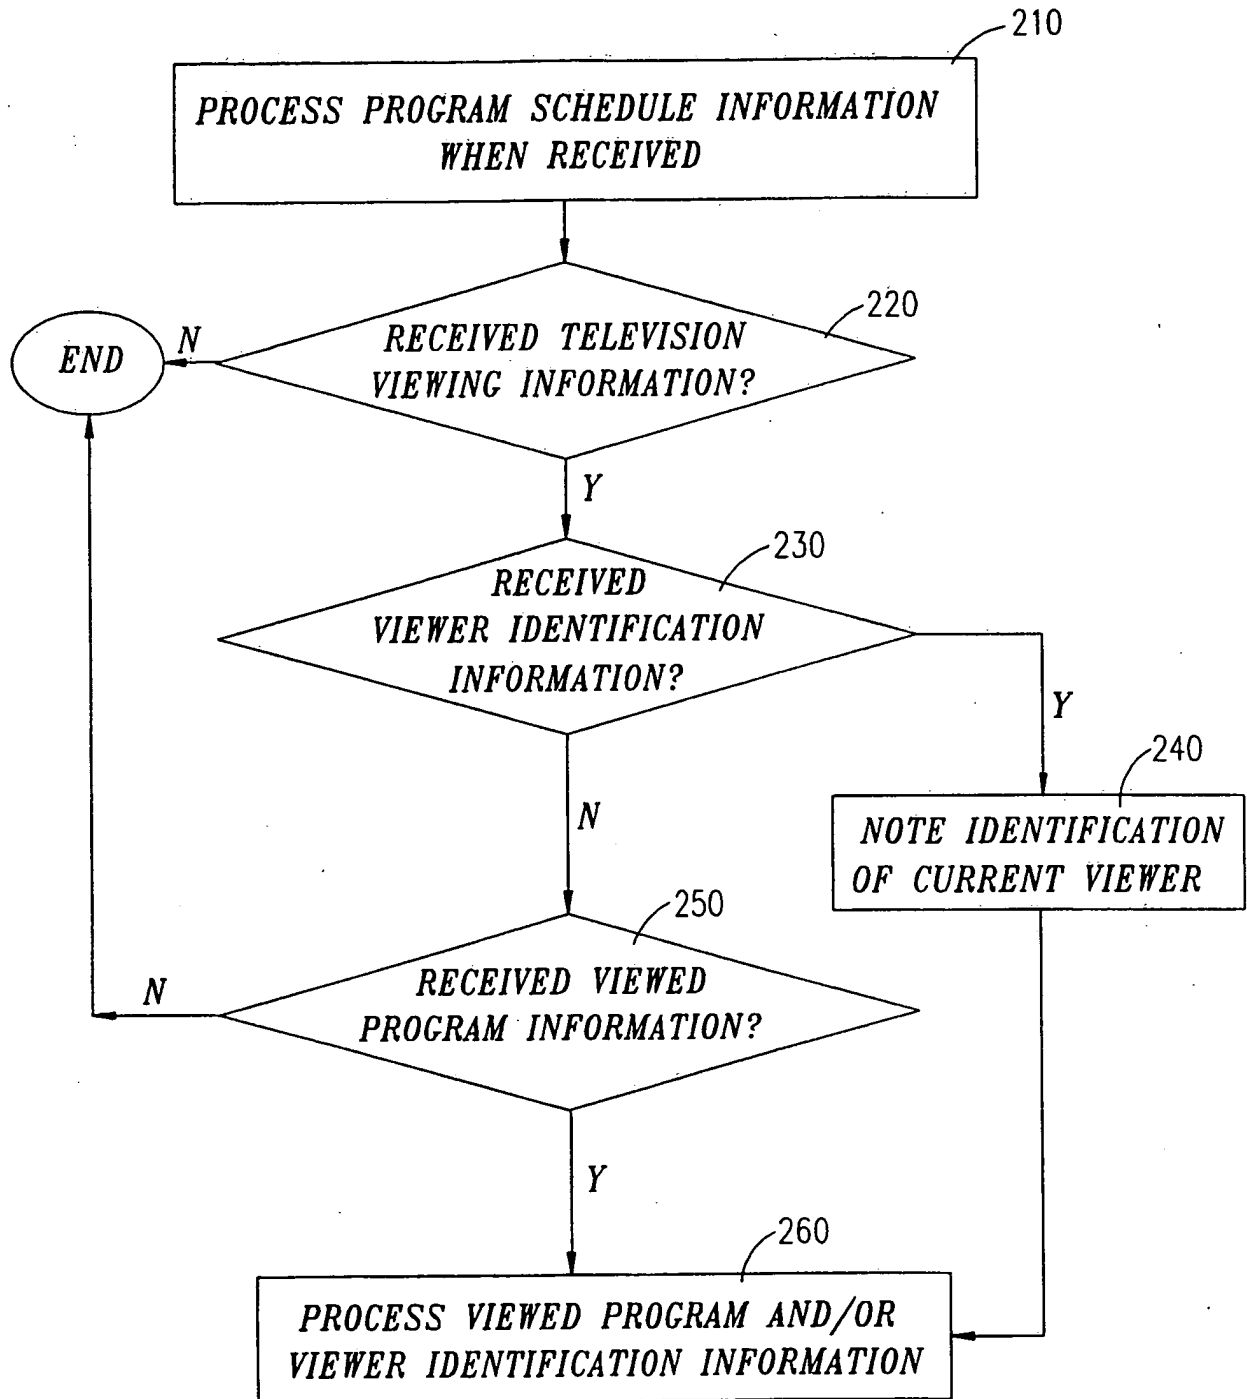 210
PROCESS PROGRAM SCHEDULE INFORMATION
WHEN RECEIVED
220
RECEIVED TELEVISION
VIEWING INFORMATION?
N
END
Y
230
RECEIVED
VIEWER IDENTIFICATION
INFORMATION?
Y
240
NOTE IDENTIFICATION
OF CURRENT VIEWER
N
250
RECEIVED VIEWED
PROGRAM INFORMATION?
N
Y
260
PROCESS VIEWED PROGRAM AND/OR
VIEWER IDENTIFICATION INFORMATION